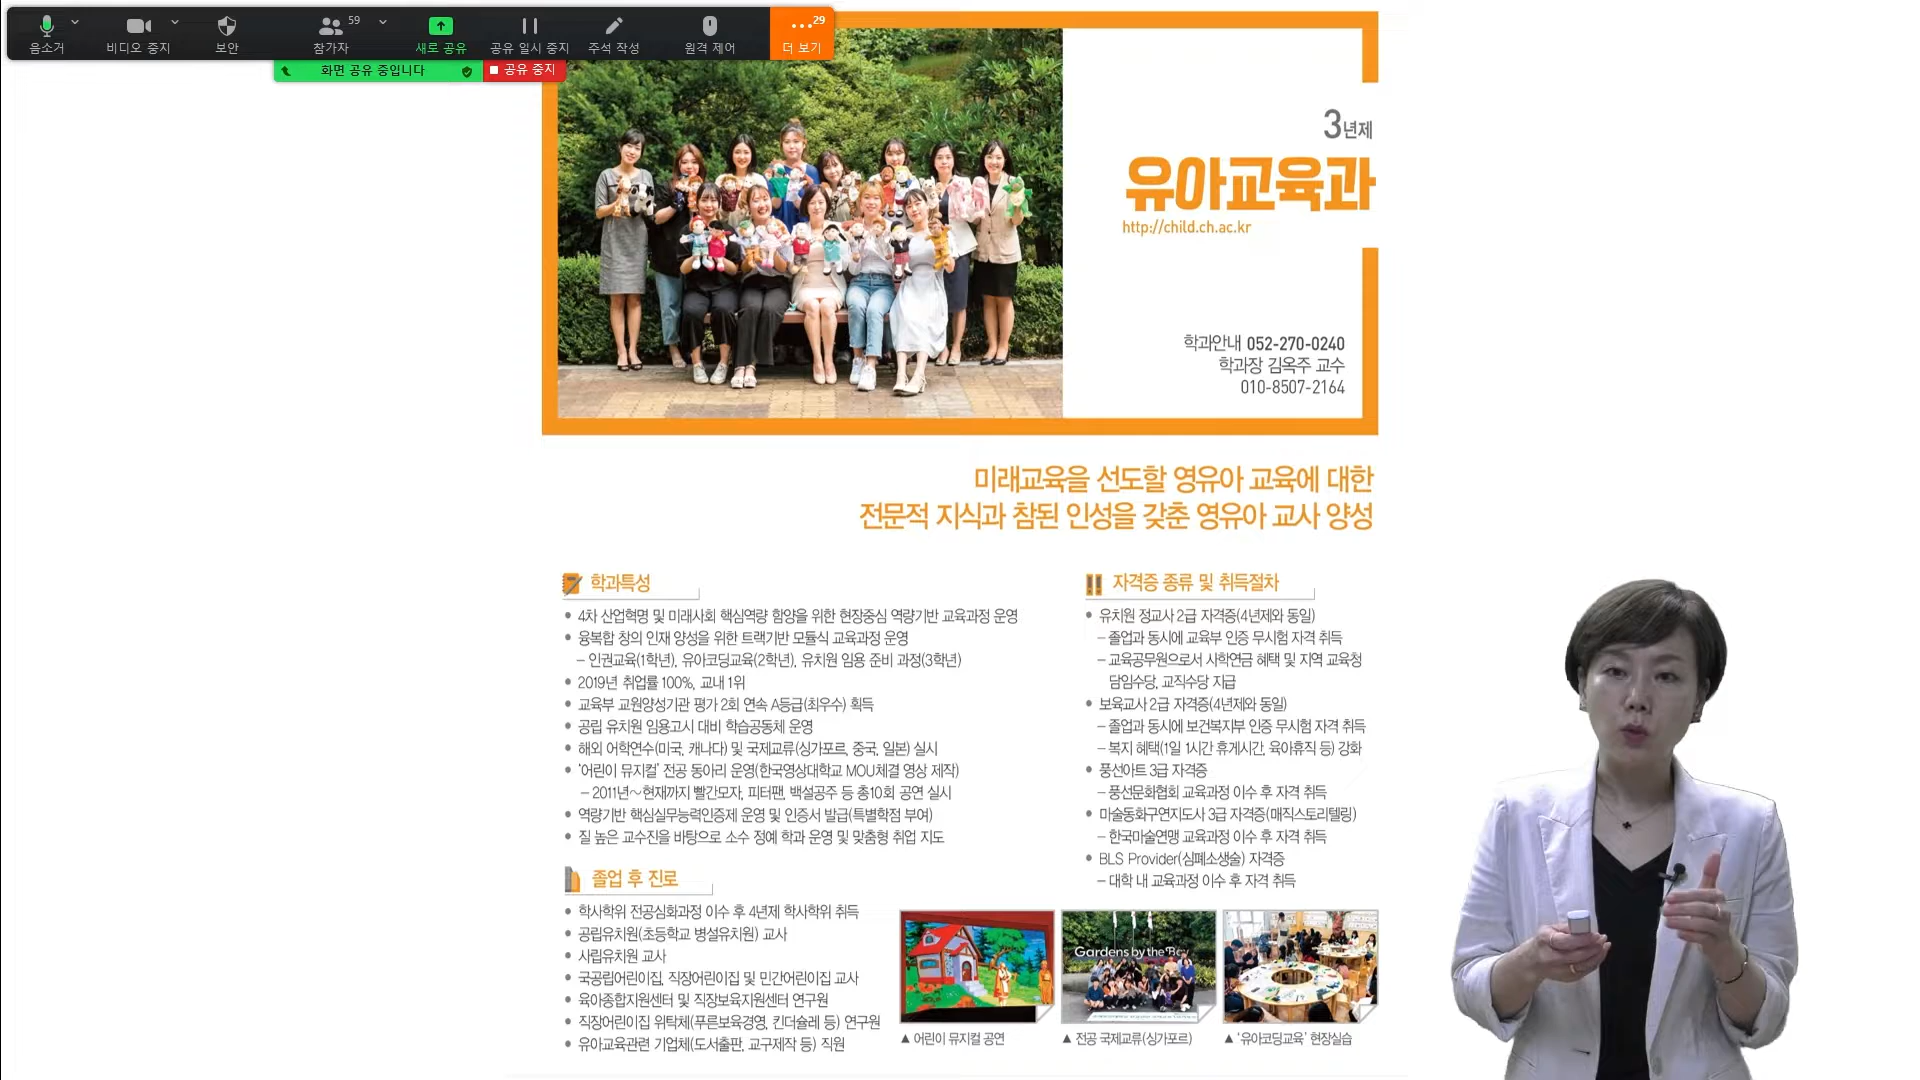 음소거
비디오 중지
보안
59
참가자
새로 공유
공유 일시 중지
주석 작성
원격 제어
29
더 보기
화면 공유 중입니다
공유 중지
3년제
유아교육과
http://child.ch.ac.kr
학과안내 052-270-0240
학과장 김옥주 교수
010-8507-2164
미래교육을 선도할 영유아 교육에 대한
전문적 지식과 참된 인성을 갖춘 영유아 교사 양성
학과특성
• 4차 산업혁명 및 미래사회 핵심역량 함양을 위한 현장중심 역량기반 교육과정 운영
• 융복합 창의 인재 양성을 위한 트랙기반 모듈식 교육과정 운영
– 인권교육(1학년), 유아코딩교육(2학년), 유치원 임용 준비 과정(3학년)
• 2019년 취업률 100%, 교내 1위
• 교육부 교원양성기관 평가 2회 연속 A등급(최우수) 획득
• 공립 유치원 임용고시 대비 학습공동체 운영
• 해외 어학연수(미국, 캐나다) 및 국제교류(싱가포르, 중국, 일본) 실시
• '어린이 뮤지컬' 전공 동아리 운영(한국영상대학교 MOU체결 영상 제작)
– 2011년~현재까지 빨간모자, 피터팬, 백설공주 등 총10회 공연 실시
• 역량기반 핵심실무능력인증제 운영 및 인증서 발급(특별학점 부여)
• 질 높은 교수진을 바탕으로 소수 정예 학과 운영 및 맞춤형 취업 지도
졸업 후 진로
• 학사학위 전공심화과정 이수 후 4년제 학사학위 취득
• 공립유치원(초등학교 병설유치원) 교사
• 사립유치원 교사
• 국공립어린이집, 직장어린이집 및 민간어린이집 교사
• 육아종합지원센터 및 직장보육지원센터 연구원
• 직장어린이집 위탁체(푸른보육경영, 킨더슐레 등) 연구원
• 유아교육관련 기업체(도서출판, 교구제작 등) 직원
자격증 종류 및 취득절차
• 유치원 정교사 2급 자격증(4년제와 동일)
– 졸업과 동시에 교육부 인증 무시험 자격 취득
– 교육공무원으로서 사학연금 혜택 및 지역 교육청
담임수당, 교직수당 지급
• 보육교사 2급 자격증(4년제와 동일)
– 졸업과 동시에 보건복지부 인증 무시험 자격 취득
– 복지 혜택(1일 1시간 휴게시간, 육아휴직 등) 강화
• 풍선아트 3급 자격증
– 풍선문화협회 교육과정 이수 후 자격 취득
• 마술동화구연지도사 3급 자격증(매직스토리텔링)
– 한국마술연맹 교육과정 이수 후 자격 취득
• BLS Provider(심폐소생술) 자격증
– 대학 내 교육과정 이수 후 자격 취득
Gardens by the Bay
▲ 어린이 뮤지컬 공연
▲ 전공 국제교류(싱가포르)
▲ '유아코딩교육' 현장실습